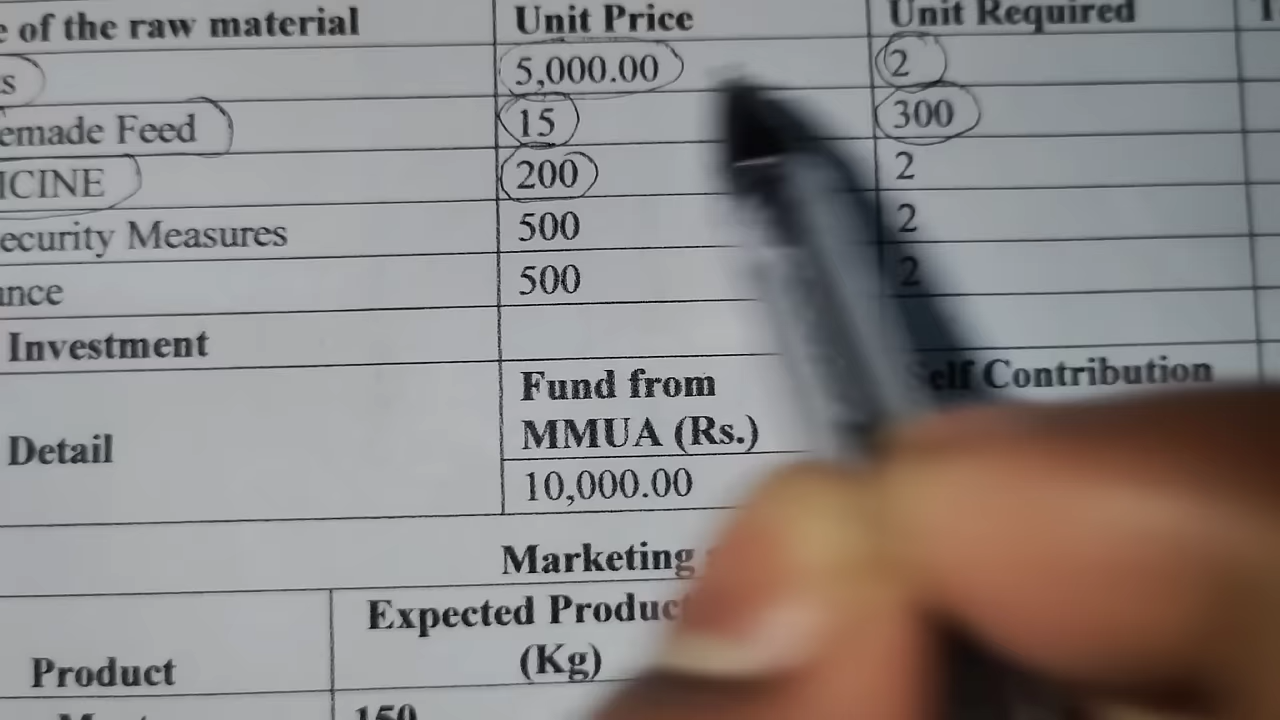 e of the raw material Unit Price Unit Required
s 5,000.00 2
emade Feed 15 300
ICINE 200 2
ecurity Measures 500 2
ance 500 2
Investment
Detail Fund from MMUA (Rs.) elf Contribution
10,000.00
Marketing
Expected Produc
Product (Kg)
150